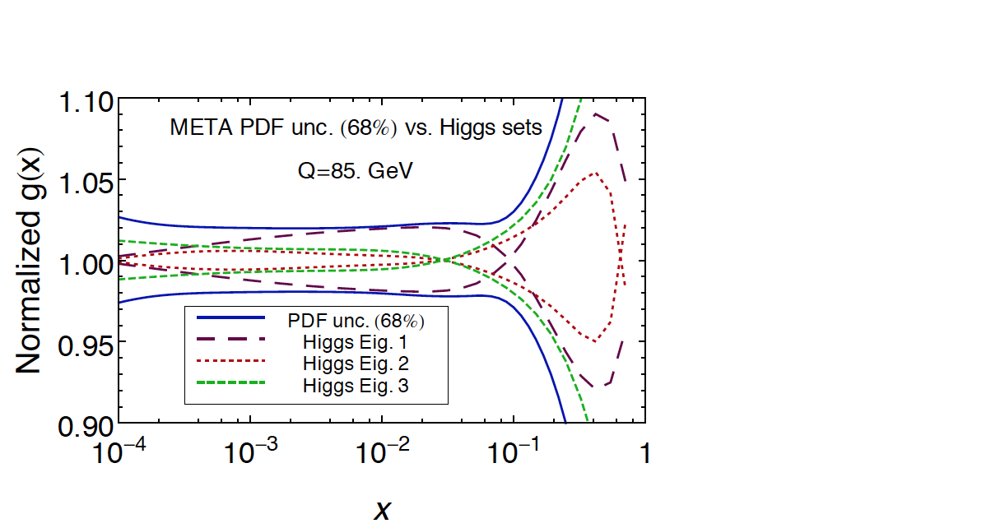 1.10
META PDF unc. (68%) vs. Higgs sets
Q=85. GeV
1.05
1.00
0.95
0.90
Normalized g(x)
PDF unc. (68%)
Higgs Eig. 1
Higgs Eig. 2
Higgs Eig. 3
10⁻⁴ 10⁻³ 10⁻² 10⁻¹ 1
x